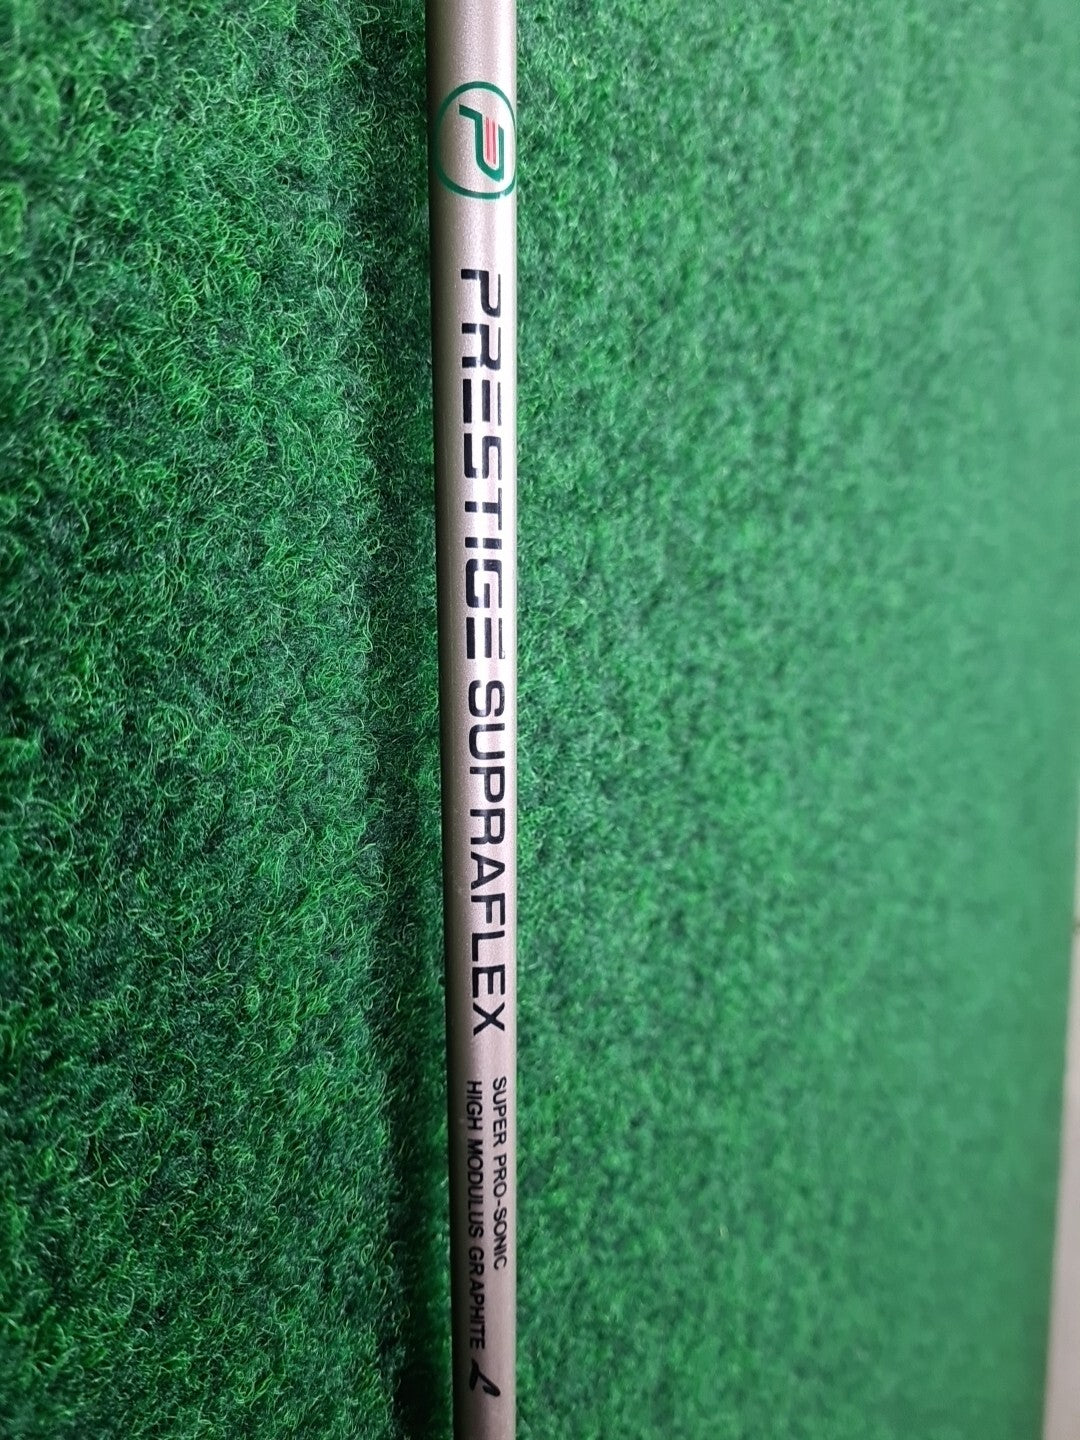 P
PRESTIGE SUPRAFLEX
SUPER PRO-SONIC
HIGH MODULUS GRAPHITE L